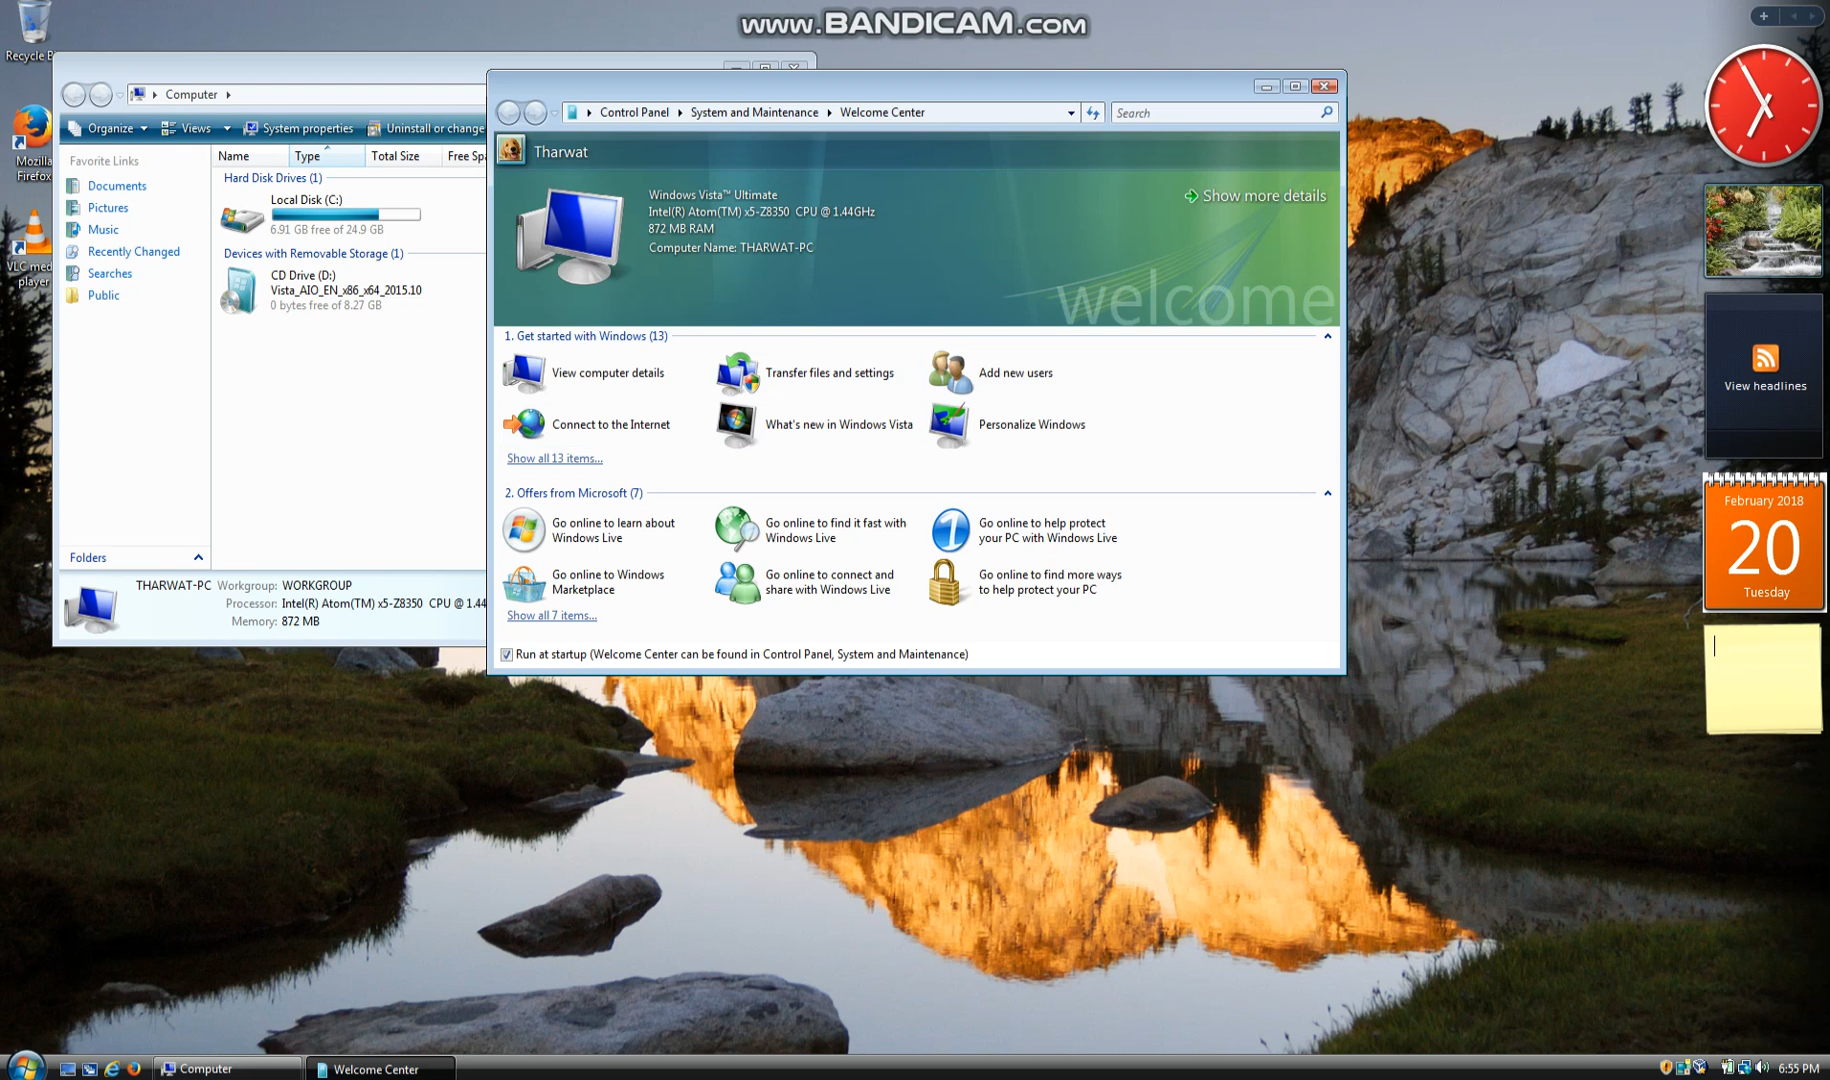 www.BANDICAM.com
Recycle B
Mozilla
Firefox
VLC med
player
Computer
Organize
Views
System properties
Uninstall or change
Favorite Links
Documents
Pictures
Music
Recently Changed
Searches
Public
Folders
Name
Type
Total Size
Free Spa
Hard Disk Drives (1)
Local Disk (C:)
6.91 GB free of 24.9 GB
Devices with Removable Storage (1)
CD Drive (D:)
Vista_AIO_EN_x86_x64_2015.10
0 bytes free of 8.27 GB
THARWAT-PC Workgroup: WORKGROUP
Processor: Intel(R) Atom(TM) x5-Z8350 CPU @ 1.44
Memory: 872 MB
Control Panel
System and Maintenance
Welcome Center
Search
Tharwat
Windows Vista™ Ultimate
Intel(R) Atom(TM) x5-Z8350 CPU @ 1.44GHz
872 MB RAM
Computer Name: THARWAT-PC
Show more details
welcome
1. Get started with Windows (13)
View computer details
Transfer files and settings
Add new users
Connect to the Internet
What's new in Windows Vista
Personalize Windows
Show all 13 items...
2. Offers from Microsoft (7)
Go online to learn about
Windows Live
Go online to find it fast with
Windows Live
Go online to help protect
your PC with Windows Live
Go online to Windows
Marketplace
Go online to connect and
share with Windows Live
Go online to find more ways
to help protect your PC
Show all 7 items...
Run at startup (Welcome Center can be found in Control Panel, System and Maintenance)
View headlines
February 2018
20
Tuesday
Computer
Welcome Center
6:55 PM